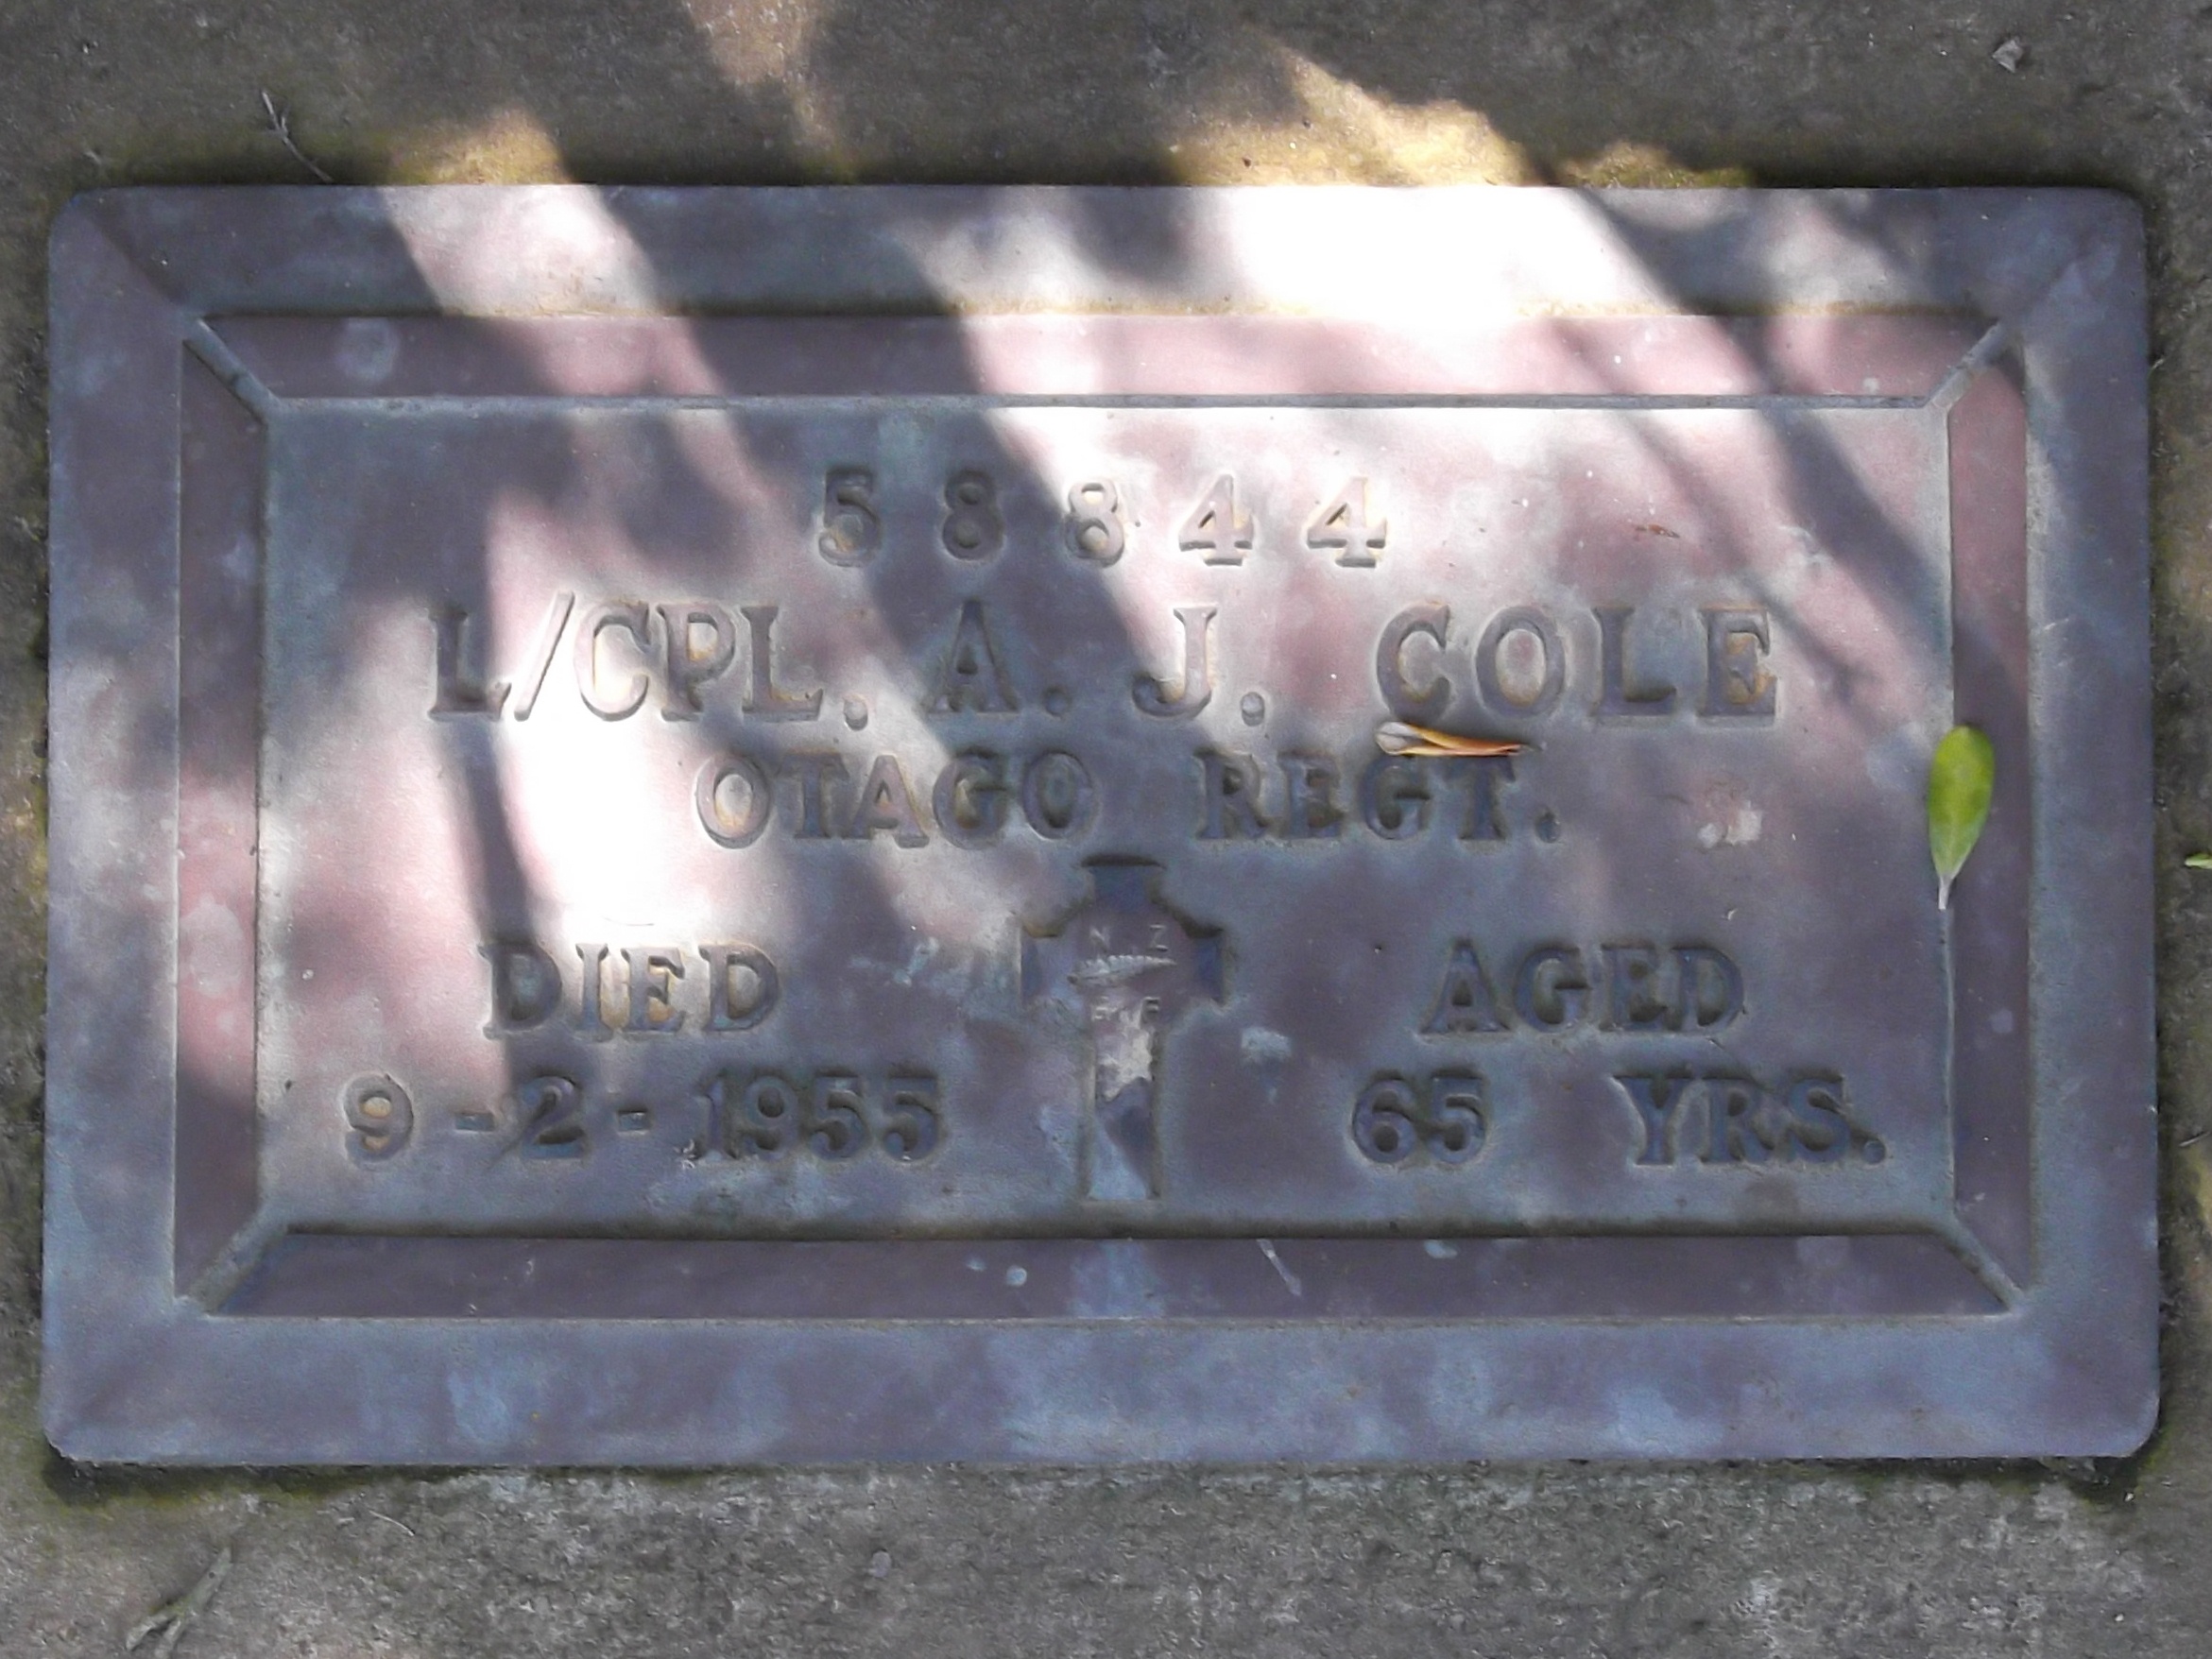 58844
L/CPL. A. J. COLE
OTAGO REGT.
N Z
E F
DIED AGED
9-2-1955 65 YRS.